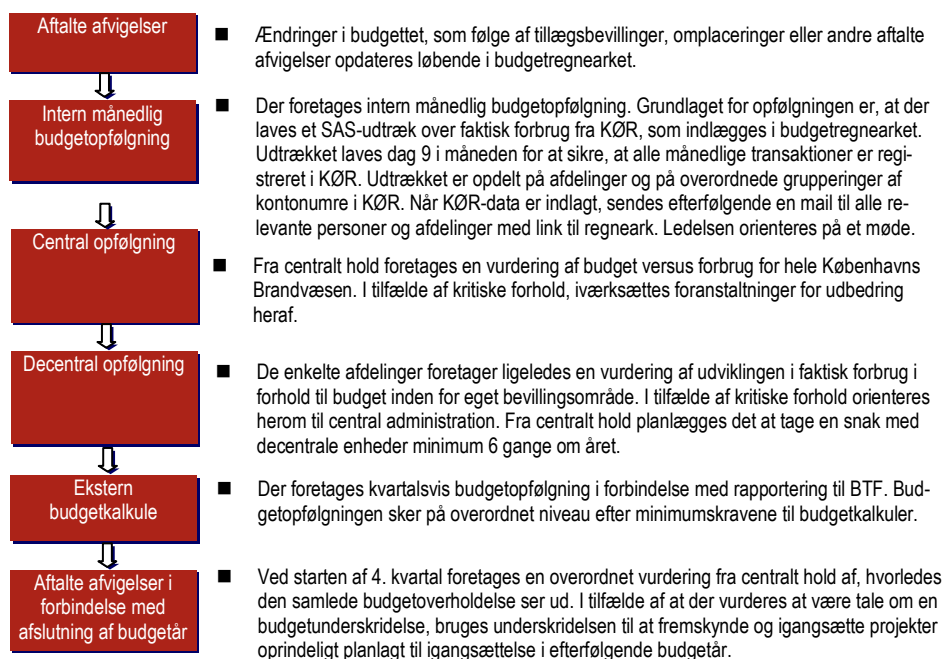 Aftalte afvigelser
■ Ændringer i budgettet, som følge af tillægsbevillinger, omplaceringer eller andre aftalte
afvigelser opdateres løbende i budgetregnearket.
Intern månedlig
budgetopfølgning
■ Der foretages intern månedlig budgetopfølgning. Grundlaget for opfølgningen er, at der
laves et SAS-udtræk over faktisk forbrug fra KØR, som indlægges i budgetregnearket.
Udtrækket laves dag 9 i måneden for at sikre, at alle månedlige transaktioner er regi-
streret i KØR. Udtrækket er opdelt på afdelinger og på overordnede grupperinger af
kontonumre i KØR. Når KØR-data er indlagt, sendes efterfølgende en mail til alle re-
levante personer og afdelinger med link til regneark. Ledelsen orienteres på et møde.
Central opfølgning
■ Fra centralt hold foretages en vurdering af budget versus forbrug for hele Københavns
Brandvæsen. I tilfælde af kritiske forhold, iværksættes foranstaltninger for udbedring
heraf.
Decentral opfølgning
■ De enkelte afdelinger foretager ligeledes en vurdering af udviklingen i faktisk forbrug i
forhold til budget inden for eget bevillingsområde. I tilfælde af kritiske forhold orienteres
herom til central administration. Fra centralt hold planlægges det at tage en snak med
decentrale enheder minimum 6 gange om året.
Ekstern
budgetkalkule
■ Der foretages kvartalsvis budgetopfølgning i forbindelse med rapportering til BTF. Bud-
getopfølgningen sker på overordnet niveau efter minimumskravene til budgetkalkuler.
Aftalte afvigelser i
forbindelse med
afslutning af budgetår
■ Ved starten af 4. kvartal foretages en overordnet vurdering fra centralt hold af, hvorledes
den samlede budgetoverholdelse ser ud. I tilfælde af at der vurderes at være tale om en
budgetunderskridelse, bruges underskridelsen til at fremskynde og igangsætte projekter
oprindeligt planlagt til igangsættelse i efterfølgende budgetår.